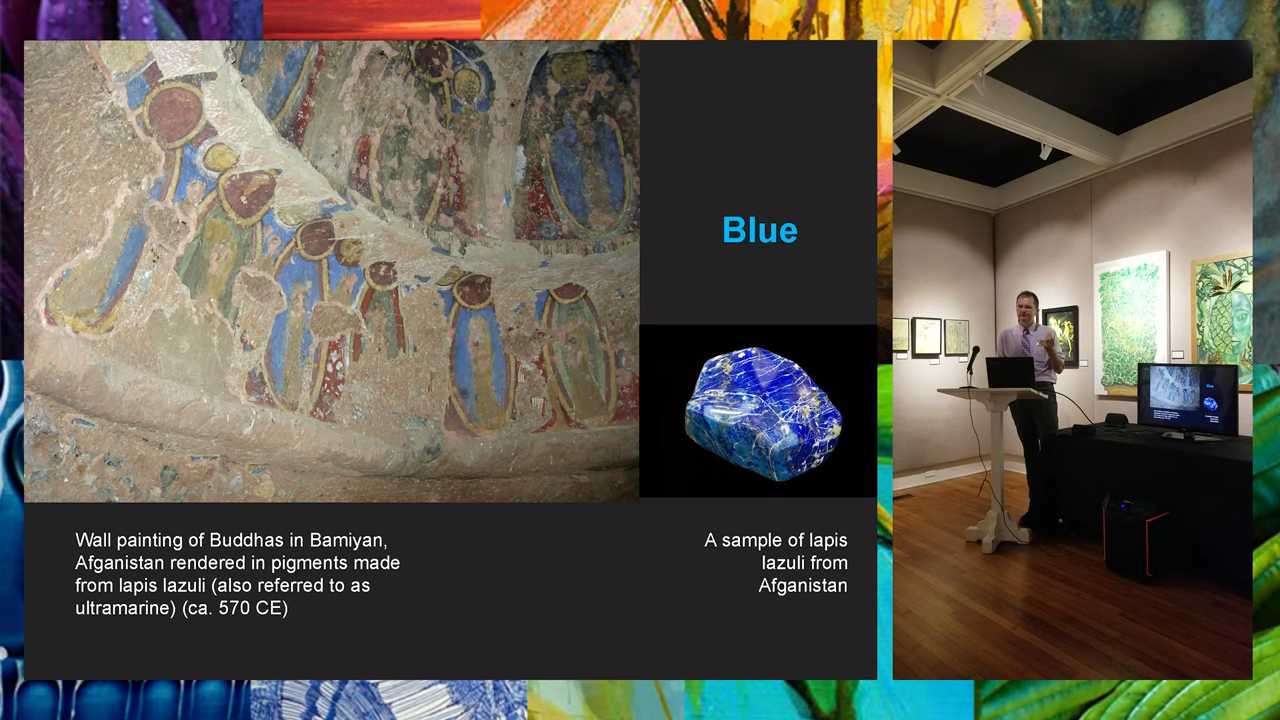 Blue
Wall painting of Buddhas in Bamiyan,
Afganistan rendered in pigments made
from lapis lazuli (also referred to as
ultramarine) (ca. 570 CE)
A sample of lapis
lazuli from
Afganistan
Blue